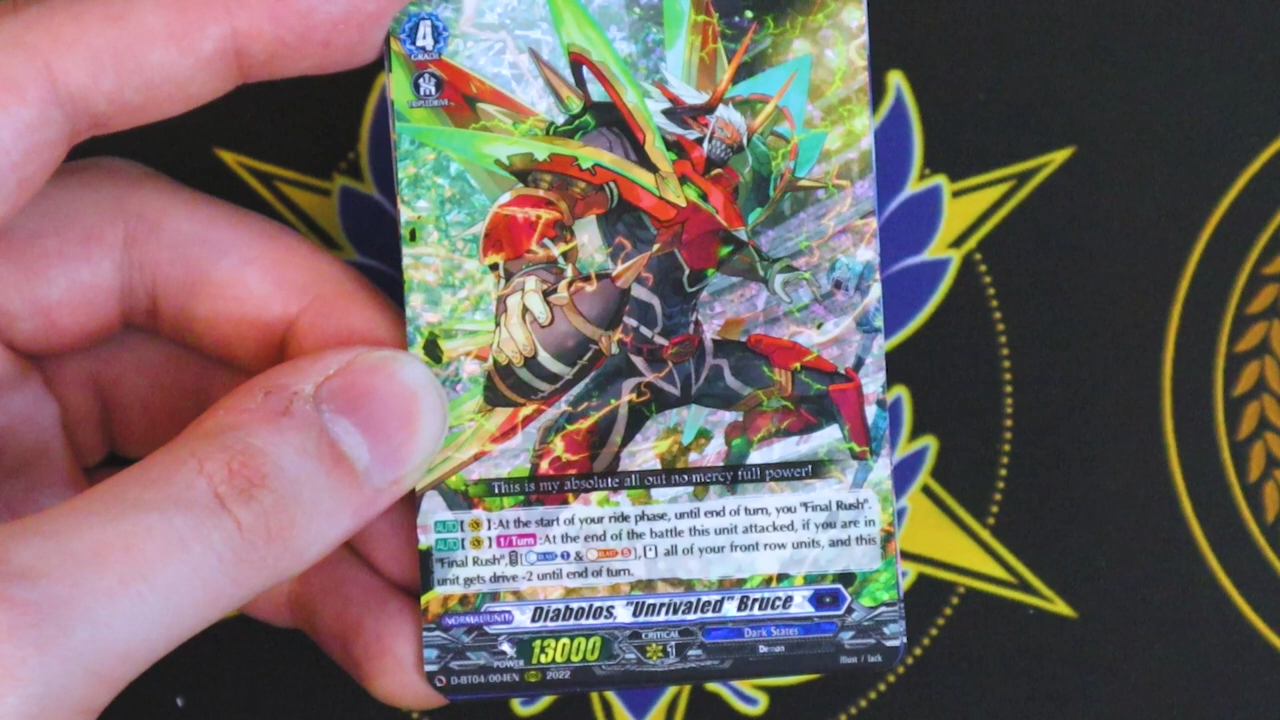 4
GRADE
TRIPLEDRIVE
This is my absolute all out no-mercy full power!
AUTO【 】:At the start of your ride phase, until end of turn, you "Final Rush".
AUTO【 】 1/Turn :At the end of the battle this unit attacked, if you are in
"Final Rush", [ BLAST 1 & BLAST 5], all of your front row units, and this
unit gets drive -2 until end of turn.
NORMAL UNIT Diabolos, "Unrivaled" Bruce
POWER 13000 CRITICAL 1 Dark States
Demon
D-BT04/004EN RRR 2022 Illust / lack